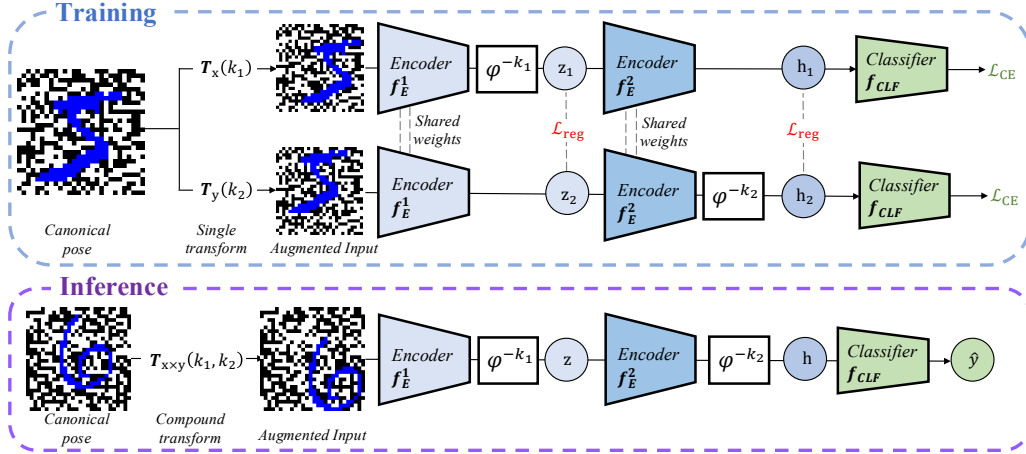 Training
T_x(k_1)
Encoder
f_E^1
φ^{-k_1}
z_1
Encoder
f_E^2
h_1
Classifier
f_CLF
ℒ_CE
Shared
weights
ℒ_reg
Shared
weights
ℒ_reg
T_y(k_2)
Encoder
f_E^1
z_2
Encoder
f_E^2
φ^{-k_2}
h_2
Classifier
f_CLF
ℒ_CE
Canonical
pose
Single
transform
Augmented Input
Inference
T_{x×y}(k_1, k_2)
Encoder
f_E^1
φ^{-k_1}
z
Encoder
f_E^2
φ^{-k_2}
h
Classifier
f_CLF
ŷ
Canonical
pose
Compound
transform
Augmented Input